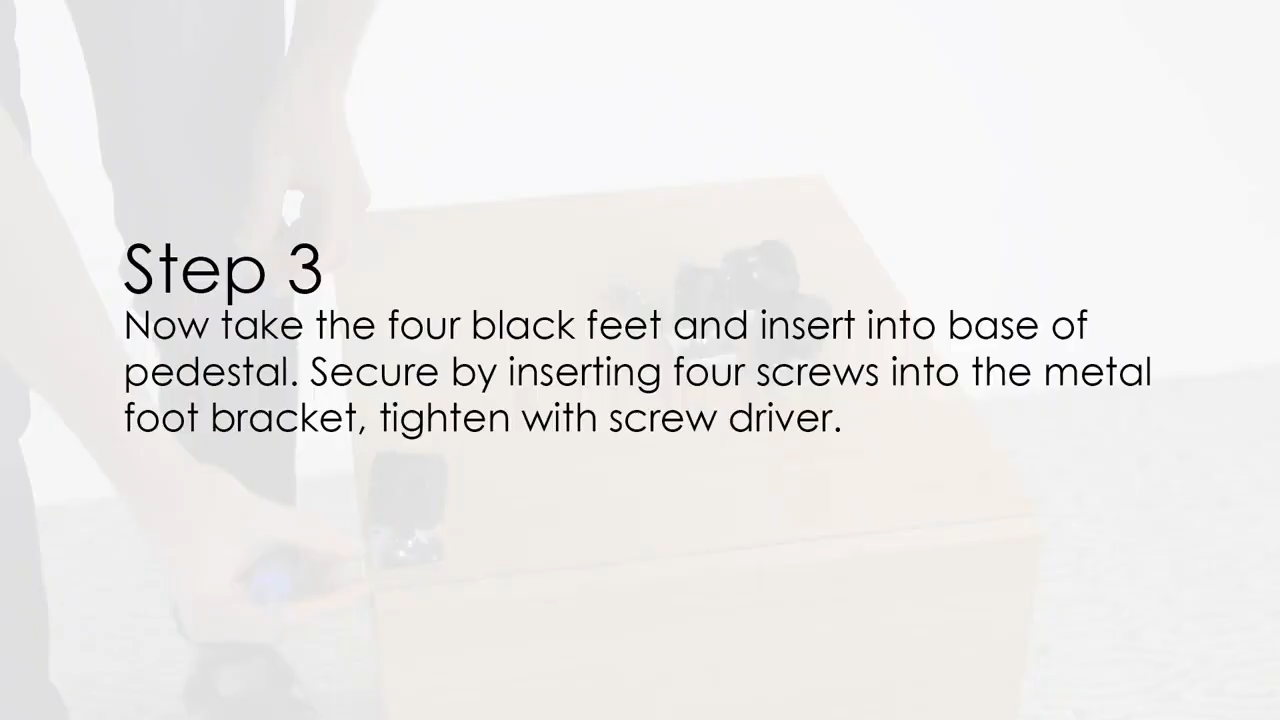 Step 3
Now take the four black feet and insert into base of
pedestal. Secure by inserting four screws into the metal
foot bracket, tighten with screw driver.